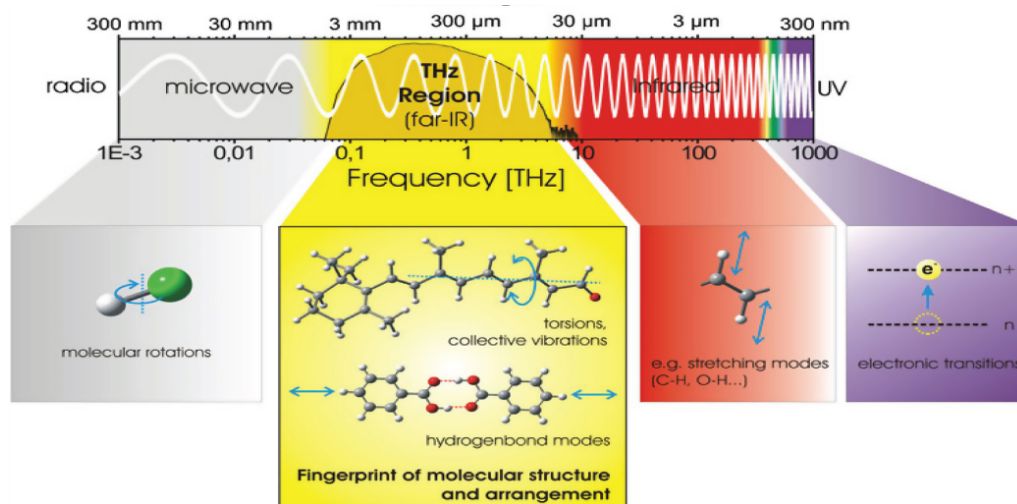 300 mm 30 mm 3 mm 300 µm 30 µm 3 µm 300 nm
radio microwave THz Infrared UV
Region
(far-IR)
1E-3 0,01 0,1 1 10 100 1000
Frequency [THz]
molecular rotations
torsions,
collective vibrations
hydrogenbond modes
Fingerprint of molecular structure
and arrangement
e.g. stretching modes
(C-H, O-H...)
e- n+
n
electronic transitions